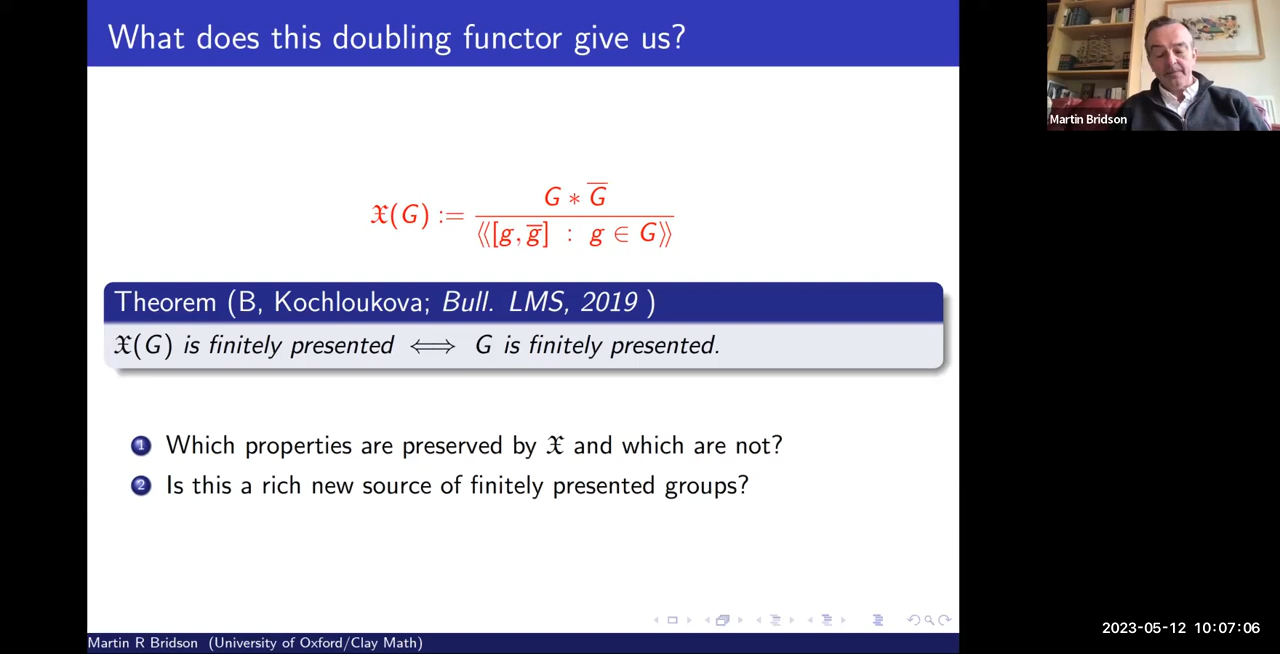 What does this doubling functor give us?
𝔛(G) := G ∗ G̅ / ⟨⟨[g, g̅] : g ∈ G⟩⟩
Theorem (B, Kochloukova; Bull. LMS, 2019 )
𝔛(G) is finitely presented ⟺ G is finitely presented.
1 Which properties are preserved by 𝔛 and which are not?
2 Is this a rich new source of finitely presented groups?
Martin R Bridson (University of Oxford/Clay Math)
Martin Bridson
2023-05-12 10:07:06